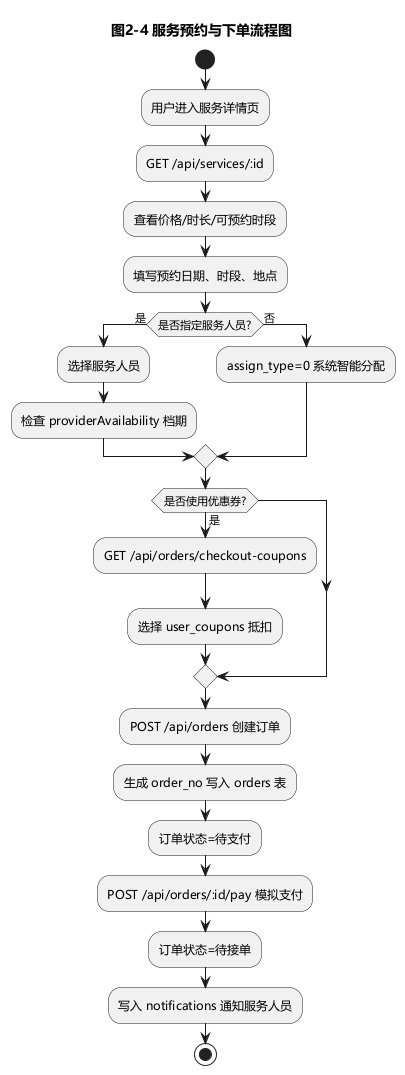 图2-4 服务预约与下单流程图
用户进入服务详情页
GET /api/services/:id
查看价格/时长/可预约时段
填写预约日期、时段、地点
是否指定服务人员?
是
否
选择服务人员
assign_type=0 系统智能分配
检查 providerAvailability 档期
是否使用优惠券?
是
GET /api/orders/checkout-coupons
选择 user_coupons 抵扣
POST /api/orders 创建订单
生成 order_no 写入 orders 表
订单状态=待支付
POST /api/orders/:id/pay 模拟支付
订单状态=待接单
写入 notifications 通知服务人员